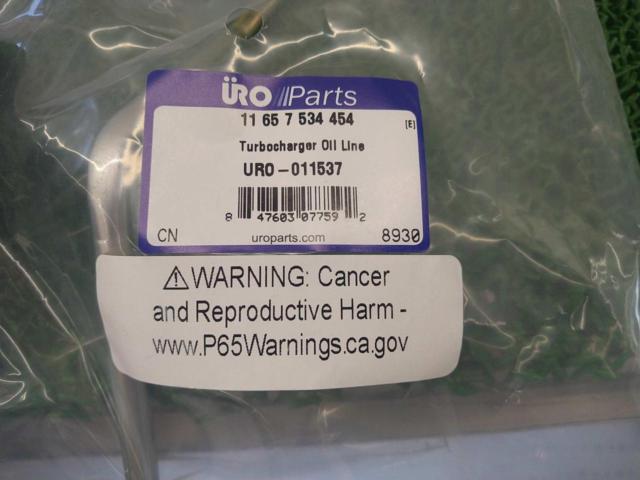 ÜRO ///Parts
11 65 7 534 454
[E]
Turbocharger Oil Line
URO-011537
8 47603 07759 2
CN uroparts.com 8930
⚠WARNING: Cancer
and Reproductive Harm -
www.P65Warnings.ca.gov